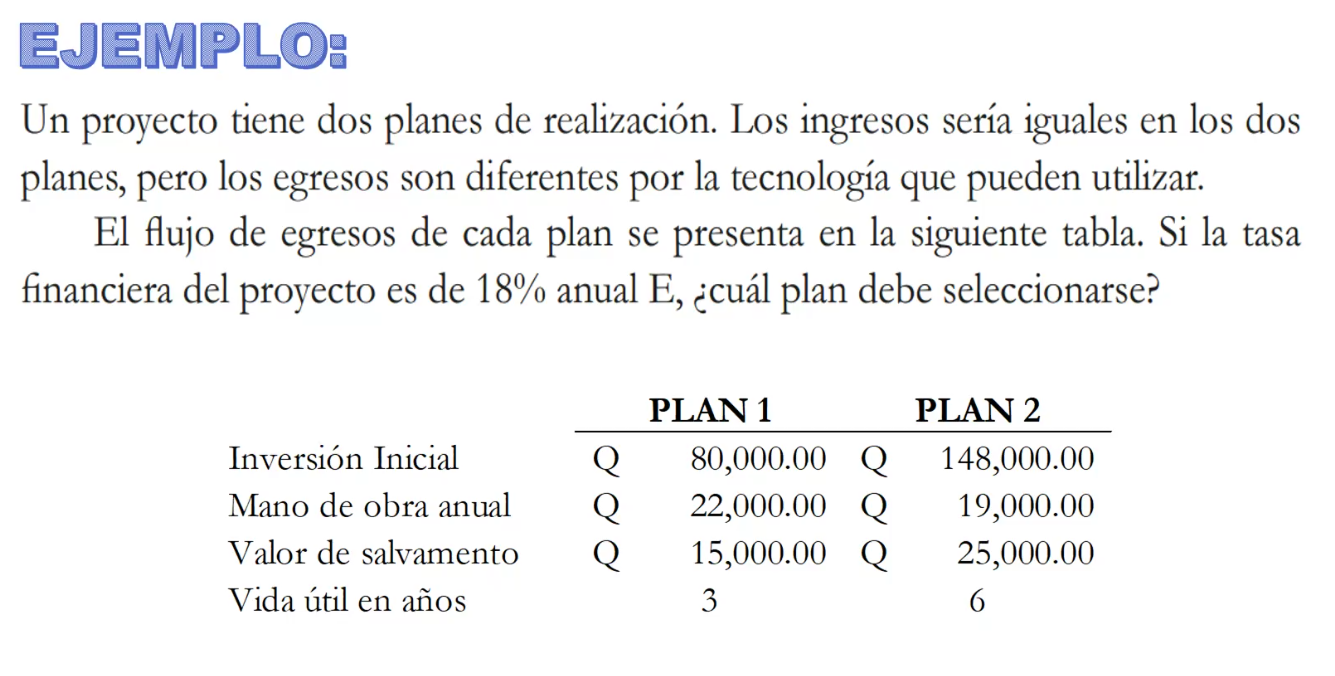 EJEMPLO:
Un proyecto tiene dos planes de realización. Los ingresos sería iguales en los dos
planes, pero los egresos son diferentes por la tecnología que pueden utilizar.
El flujo de egresos de cada plan se presenta en la siguiente tabla. Si la tasa
financiera del proyecto es de 18% anual E, ¿cuál plan debe seleccionarse?
PLAN 1 PLAN 2
Inversión Inicial Q 80,000.00 Q 148,000.00
Mano de obra anual Q 22,000.00 Q 19,000.00
Valor de salvamento Q 15,000.00 Q 25,000.00
Vida útil en años 3 6